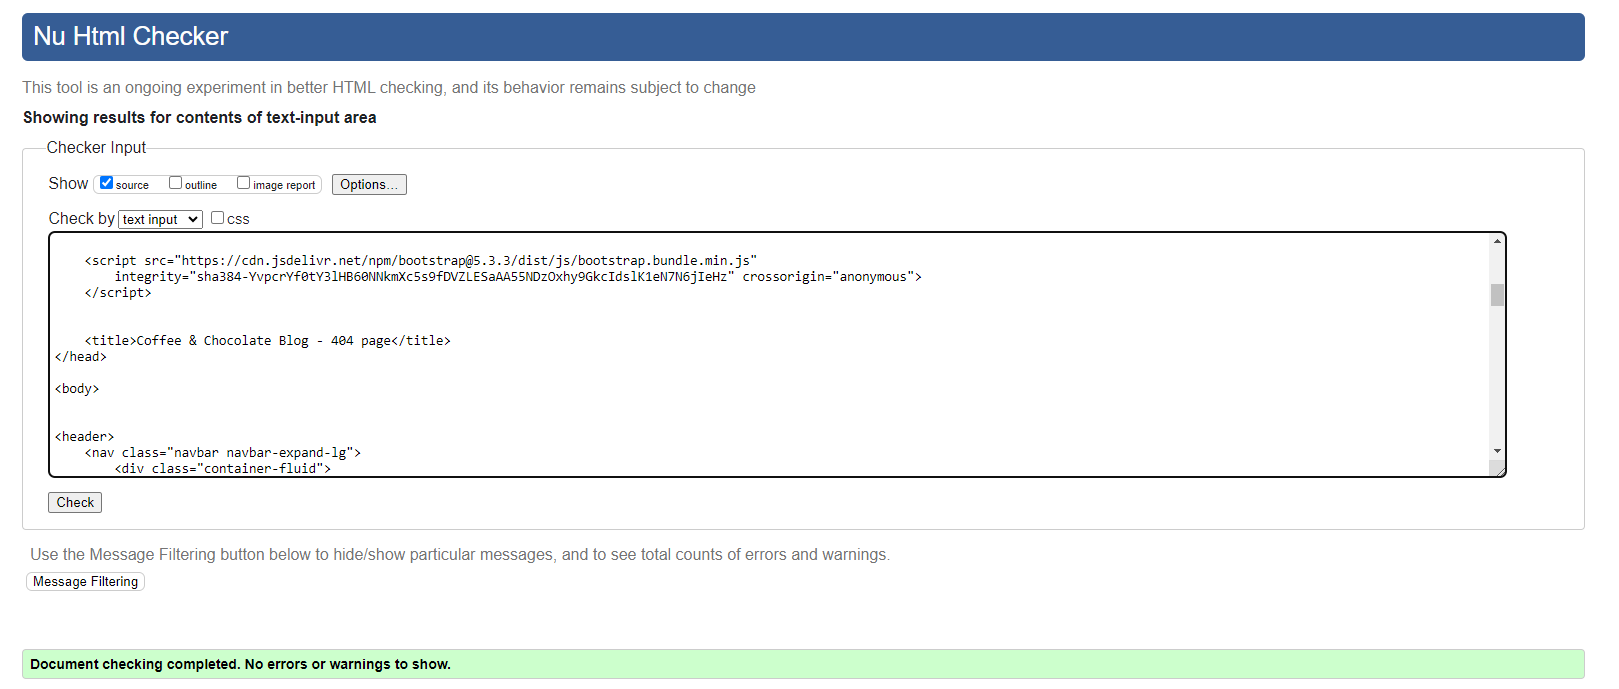 Nu Html Checker
This tool is an ongoing experiment in better HTML checking, and its behavior remains subject to change
Showing results for contents of text-input area
Checker Input
Show source outline image report Options...
Check by text input css
<script src="https://cdn.jsdelivr.net/npm/bootstrap@5.3.3/dist/js/bootstrap.bundle.min.js"
integrity="sha384-YvpcrYf0tY3lHB60NNkmXc5s9fDVZLESaAA55NDzOxhy9GkcIdslK1eN7N6jIeHz" crossorigin="anonymous">
</script>
<title>Coffee & Chocolate Blog - 404 page</title>
</head>
<body>
<header>
<nav class="navbar navbar-expand-lg">
<div class="container-fluid">
Check
Use the Message Filtering button below to hide/show particular messages, and to see total counts of errors and warnings.
Message Filtering
Document checking completed. No errors or warnings to show.